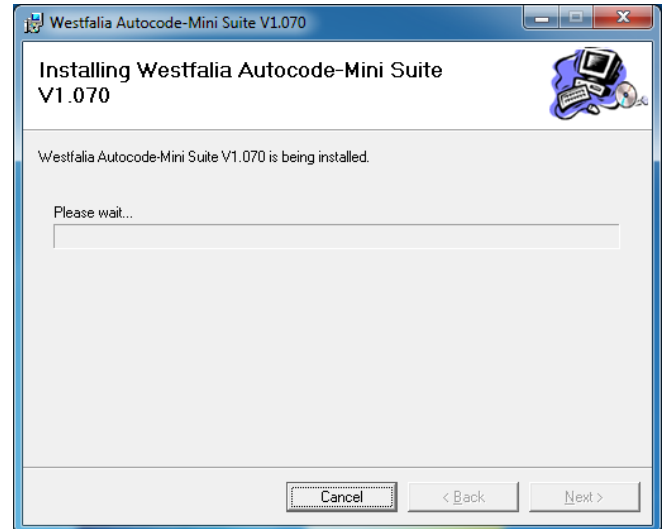 Westfalia Autocode-Mini Suite V1.070
Installing Westfalia Autocode-Mini Suite
V1.070
Westfalia Autocode-Mini Suite V1.070 is being installed.
Please wait...
Cancel
< Back
Next >